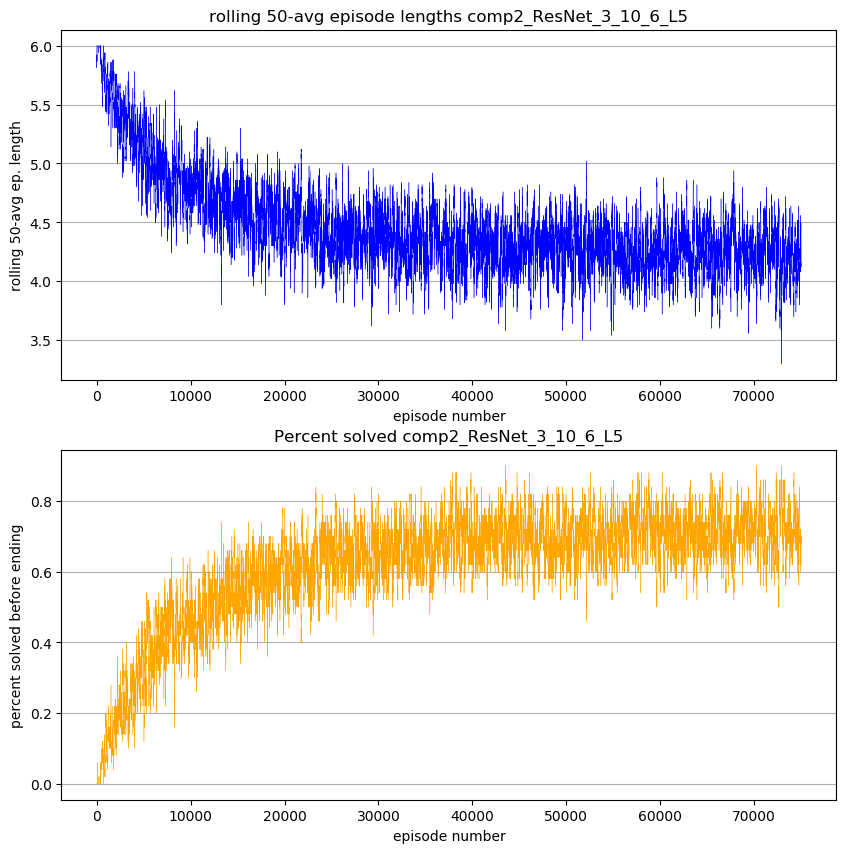 rolling 50-avg episode lengths comp2_ResNet_3_10_6_L5
rolling 50-avg ep. length
6.0
5.5
5.0
4.5
4.0
3.5
0 10000 20000 30000 40000 50000 60000 70000
episode number
Percent solved comp2_ResNet_3_10_6_L5
percent solved before ending
0.8
0.6
0.4
0.2
0.0
0 10000 20000 30000 40000 50000 60000 70000
episode number